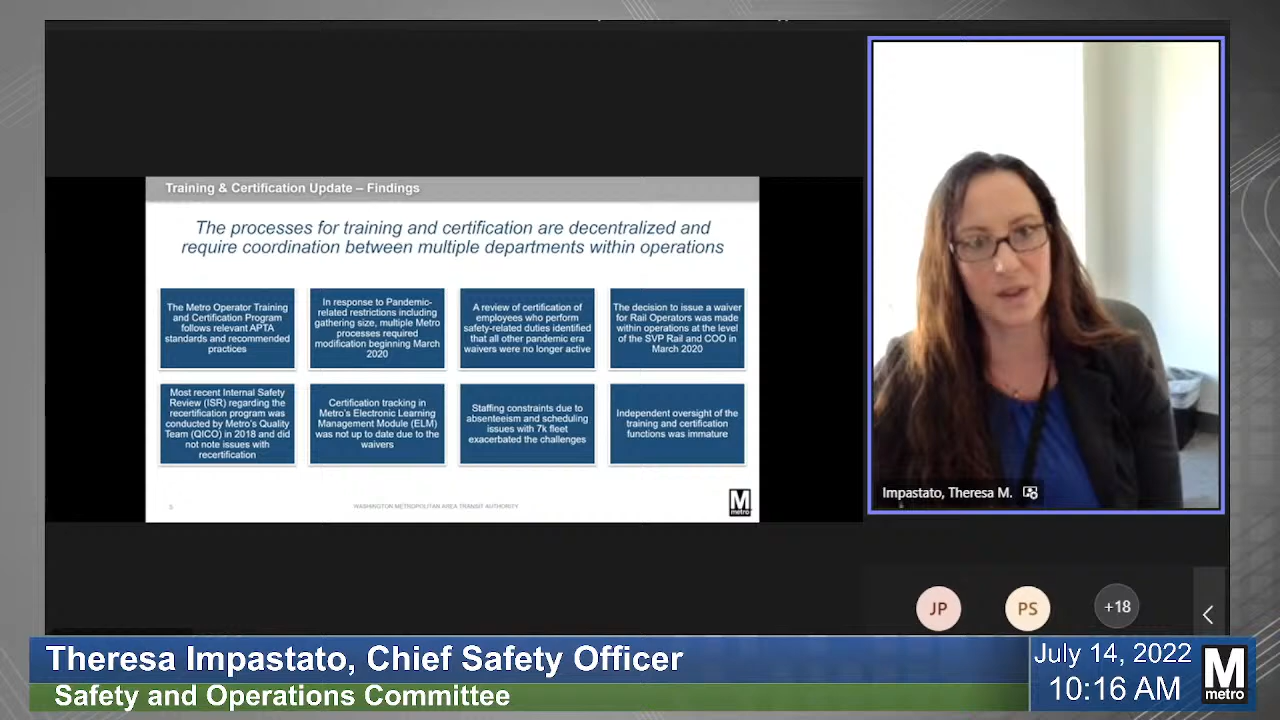 Training & Certification Update – Findings
The processes for training and certification are decentralized and
require coordination between multiple departments within operations
The Metro Operator Training
and Certification Program
follows relevant APTA
standards and recommended
practices
In response to Pandemic-
related restrictions including
gathering size, multiple Metro
processes required
modification beginning March
2020
A review of certification of
employees who perform
safety-related duties identified
that all other pandemic era
waivers were no longer active
The decision to issue a waiver
for Rail Operators was made
within operations at the level
of the SVP Rail and COO in
March 2020
Most recent Internal Safety
Review (ISR) regarding the
recertification program was
conducted by Metro's Quality
Team (QICO) in 2018 and did
not note issues with
recertification
Certification tracking in
Metro's Electronic Learning
Management Module (ELM)
was not up to date due to the
waivers
Staffing constraints due to
absenteeism and scheduling
issues with 7k fleet
exacerbated the challenges
Independent oversight of the
training and certification
functions was immature
WASHINGTON METROPOLITAN AREA TRANSIT AUTHORITY
M
metro
Impastato, Theresa M.
JP
PS
+18
Theresa Impastato, Chief Safety Officer
Safety and Operations Committee
July 14, 2022
10:16 AM
M
metro